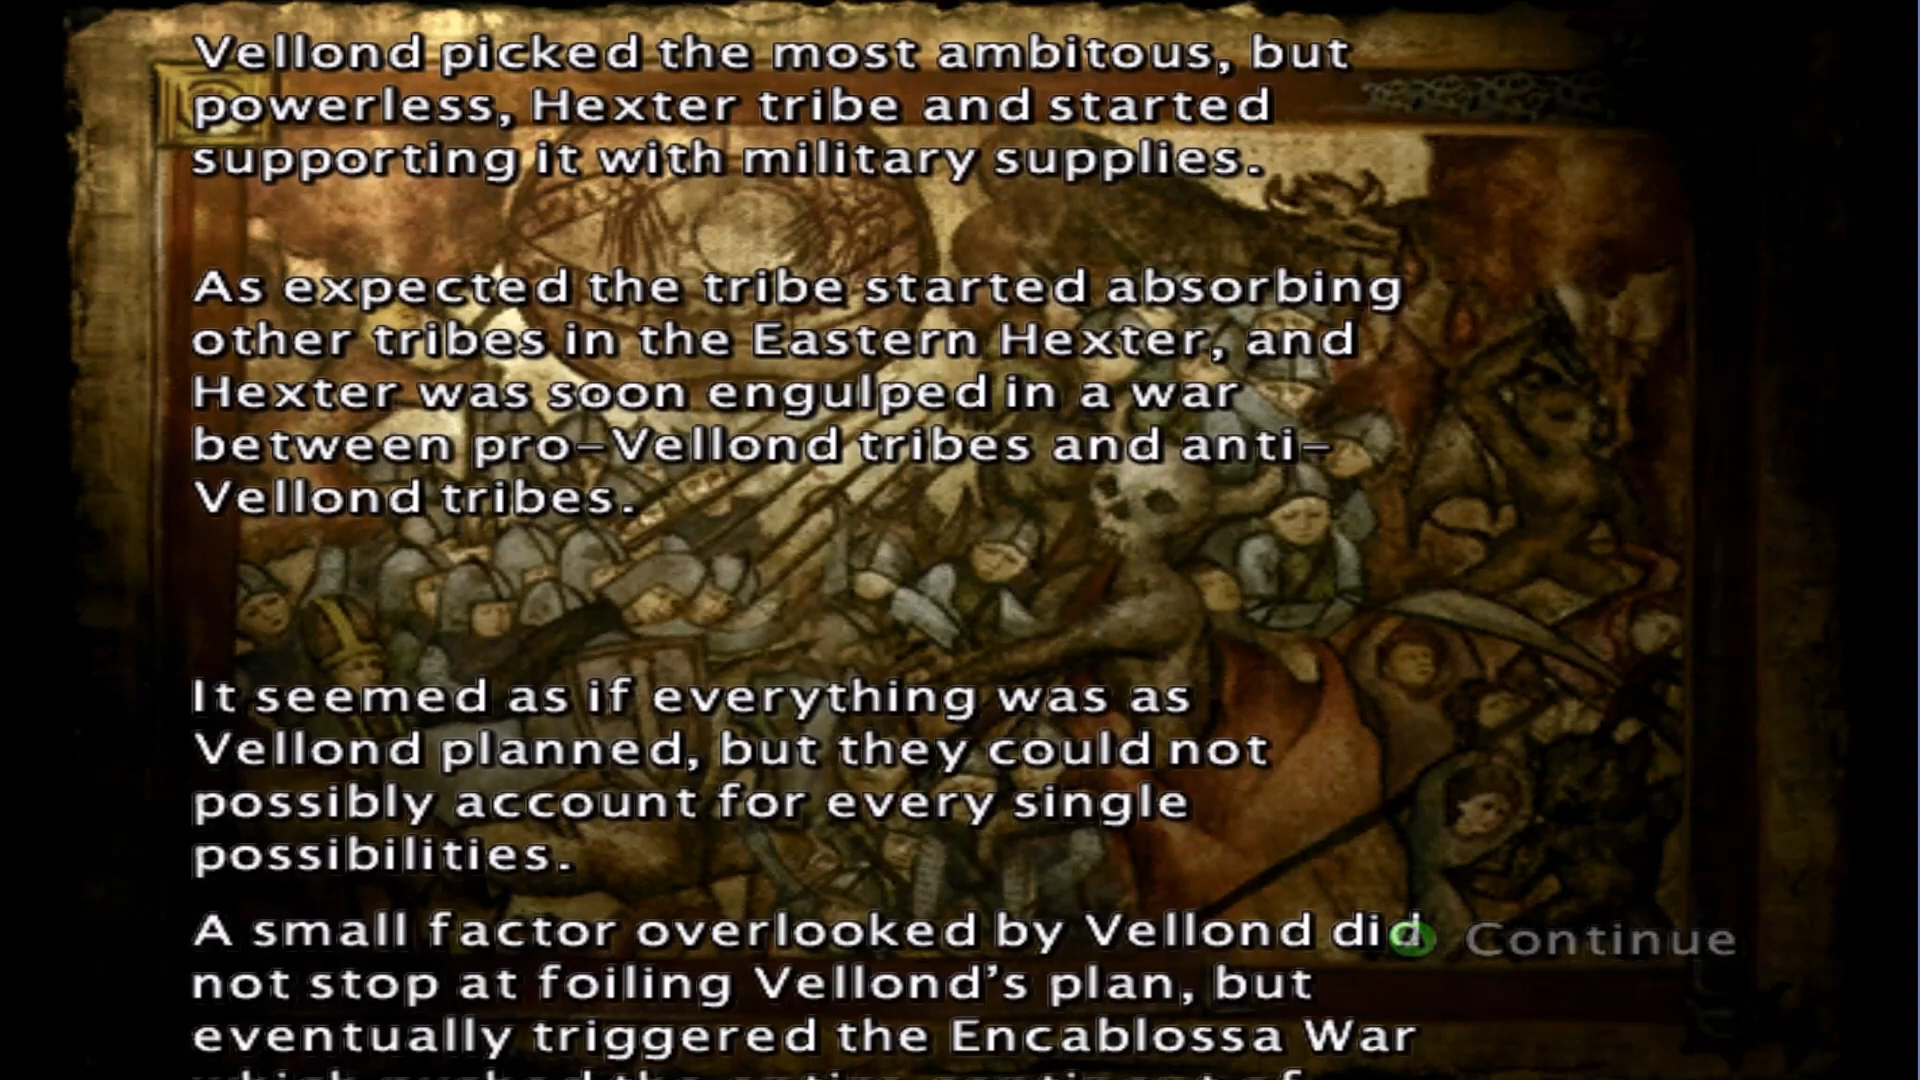 Vellond picked the most ambitous, but
powerless, Hexter tribe and started
supporting it with military supplies.
As expected the tribe started absorbing
other tribes in the Eastern Hexter, and
Hexter was soon engulped in a war
between pro-Vellond tribes and anti-
Vellond tribes.
It seemed as if everything was as
Vellond planned, but they could not
possibly account for every single
possibilities.
A small factor overlooked by Vellond did
A Continue
not stop at foiling Vellond's plan, but
eventually triggered the Encablossa War